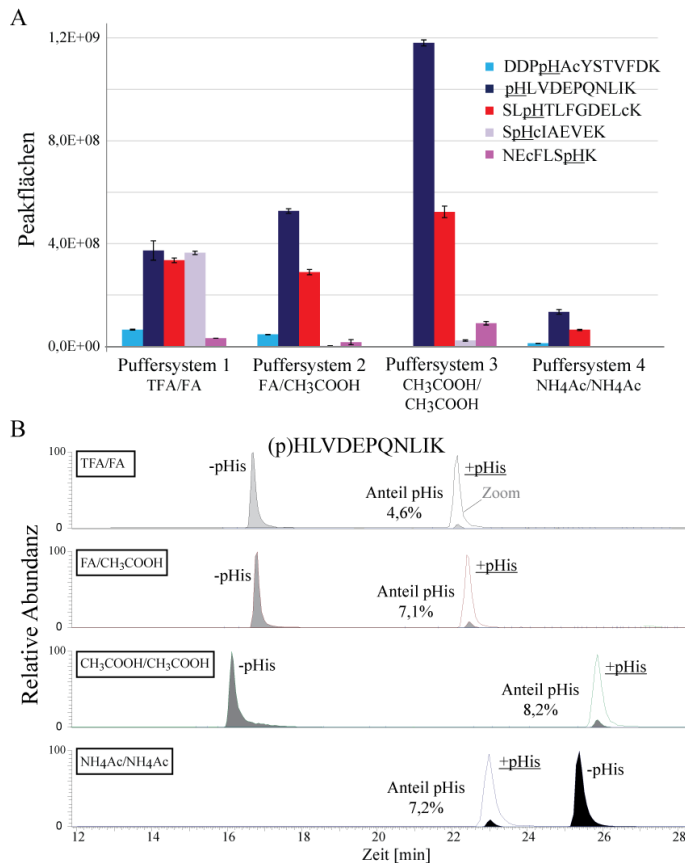 A
1,2E+09
8,0E+08
4,0E+08
0,0E+00
Peakflächen
DDPpHAcYSTVFDK
pHLVDEPQNLIK
SLpHTLFGDELcK
SpHcIAEVEK
NEcFLSpHK
Puffersystem 1
TFA/FA
Puffersystem 2
FA/CH3COOH
Puffersystem 3
CH3COOH/
CH3COOH
Puffersystem 4
NH4Ac/NH4Ac
B
(p)HLVDEPQNLIK
Relative Abundanz
100
0
TFA/FA
-pHis
+pHis
Anteil pHis
4,6%
Zoom
100
0
FA/CH3COOH
-pHis
+pHis
Anteil pHis
7,1%
100
0
CH3COOH/CH3COOH
-pHis
+pHis
Anteil pHis
8,2%
100
0
NH4Ac/NH4Ac
+pHis
-pHis
Anteil pHis
7,2%
12 14 16 18 20 22 24 26 28
Zeit [min]